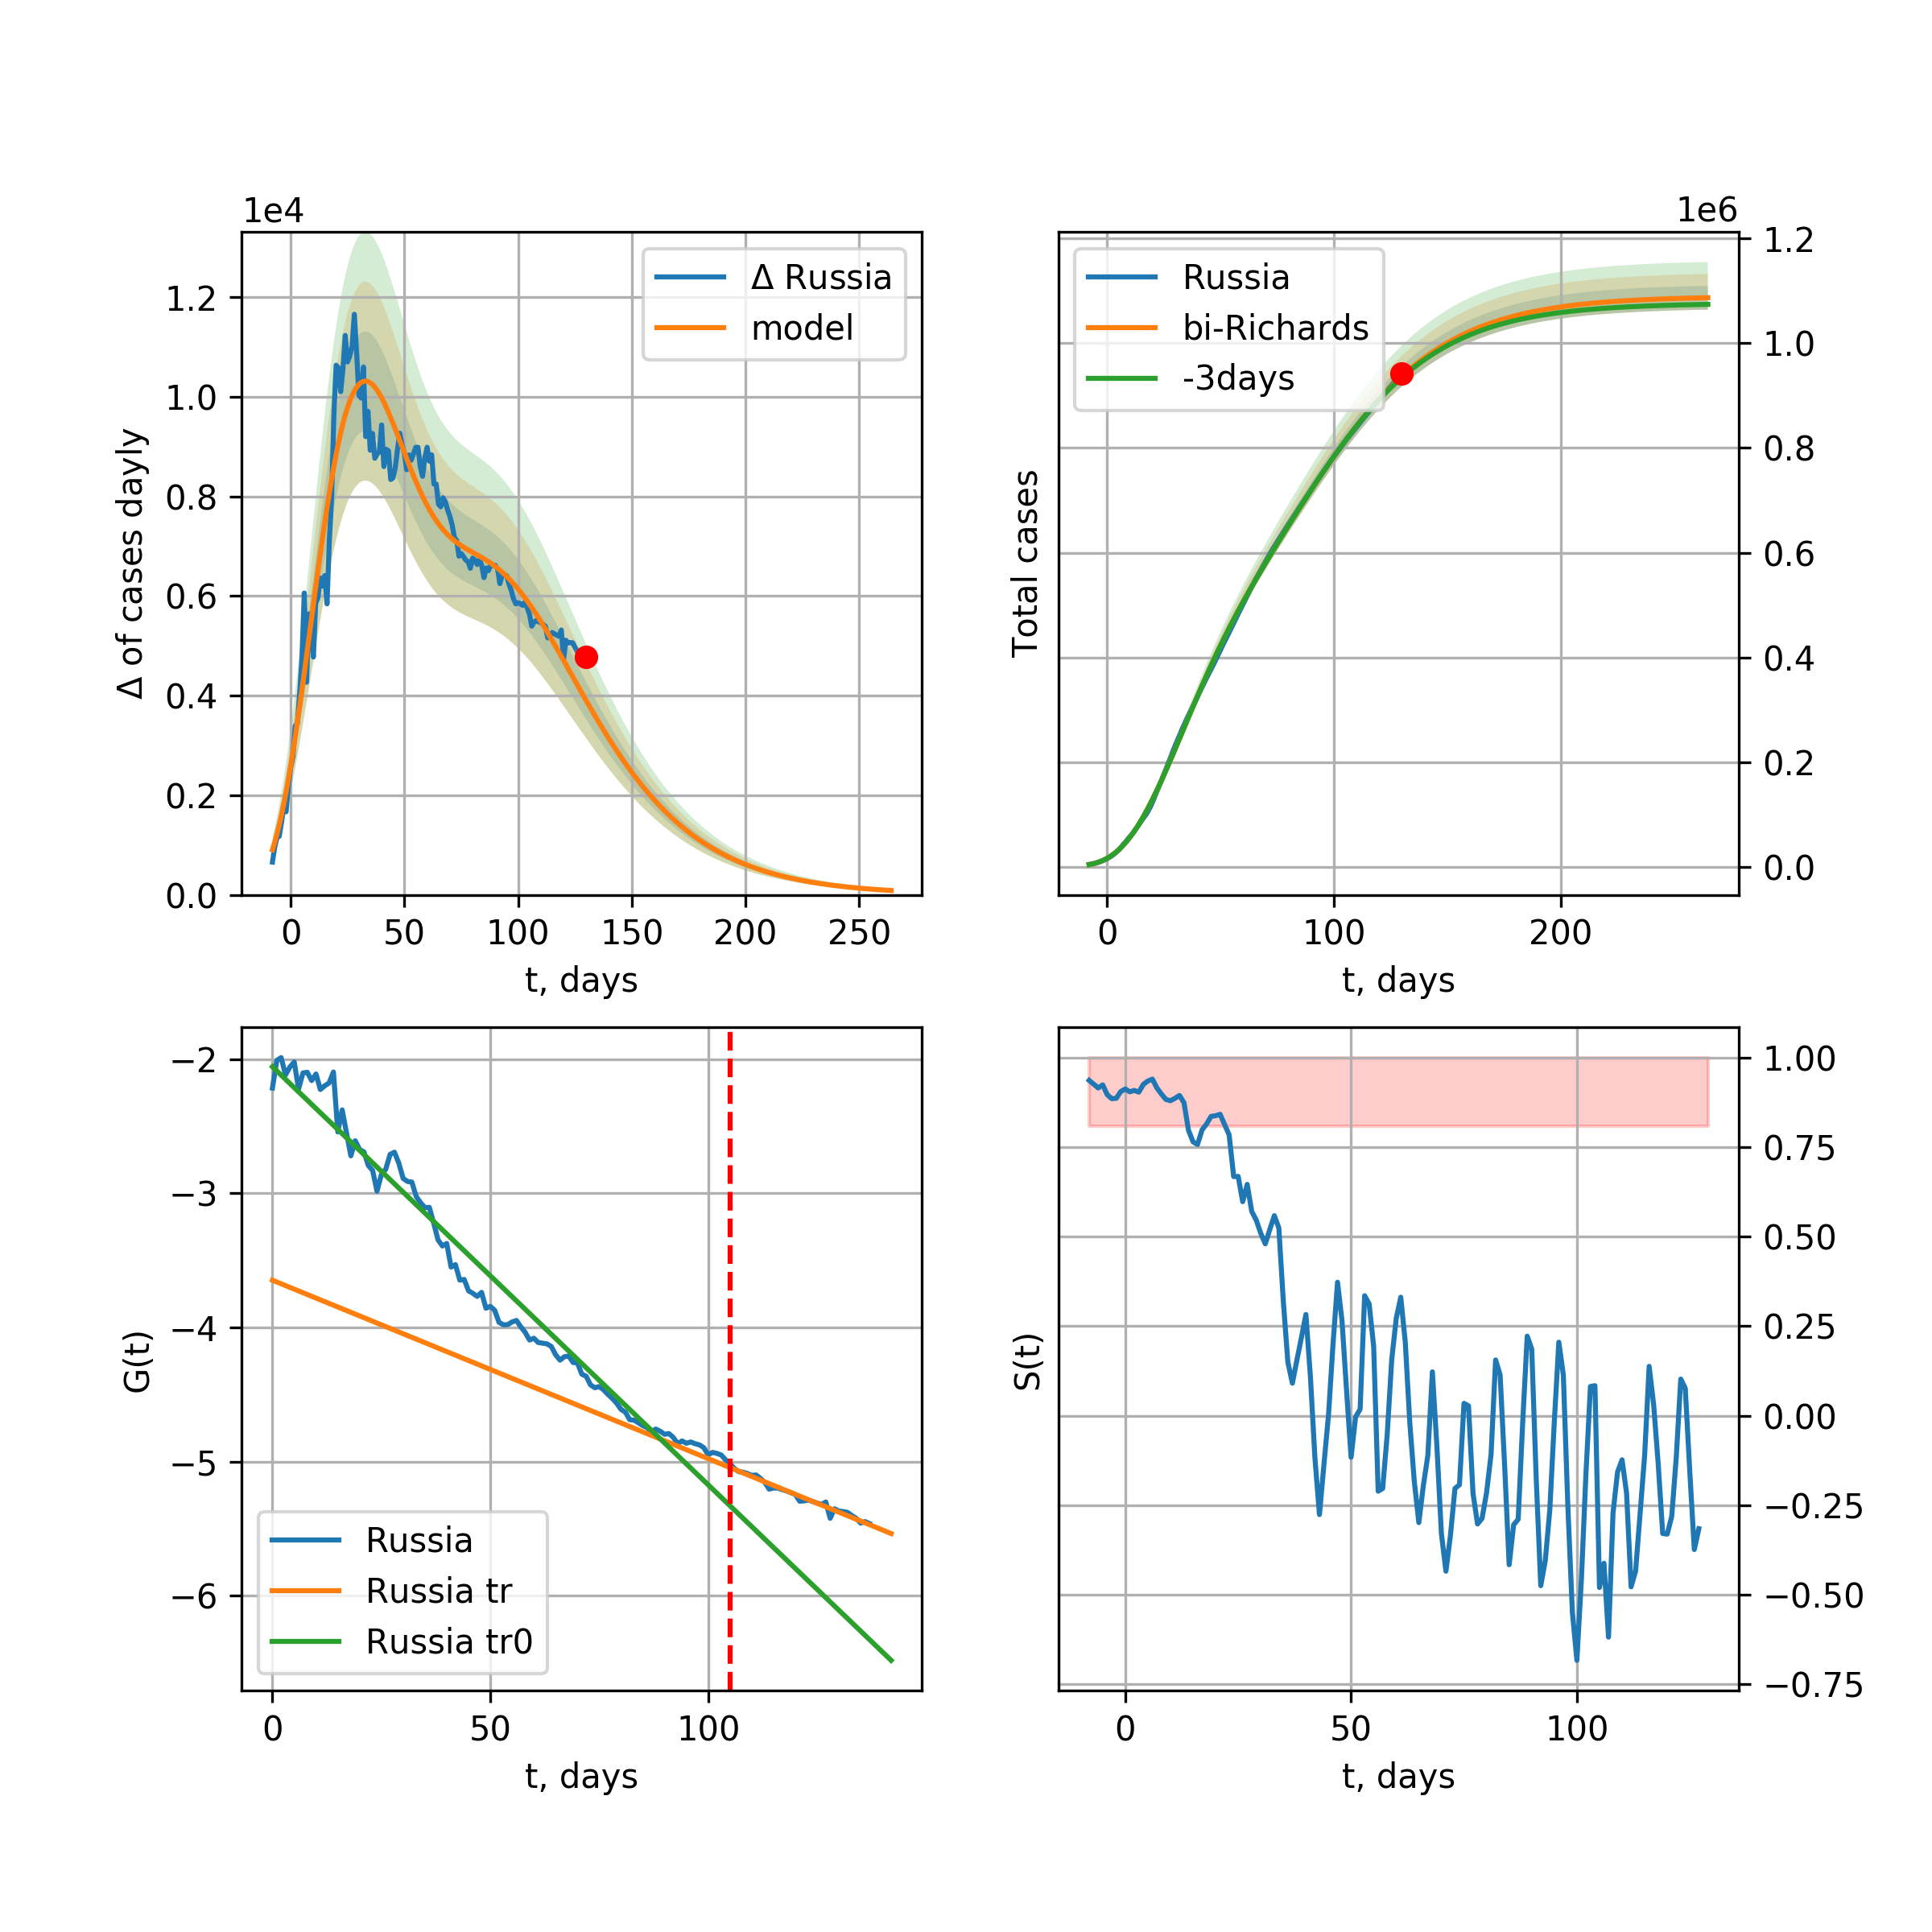 1e4
Δ Russia
model
1.2
1.0
0.8
0.6
0.4
0.2
0.0
Δ of cases dayly
0 50 100 150 200 250
t, days
1e6
Russia
bi-Richards
-3days
1.2
1.0
0.8
0.6
0.4
0.2
0.0
Total cases
0 100 200
t, days
−2
−3
−4
−5
−6
G(t)
Russia
Russia tr
Russia tr0
0 50 100
t, days
1.00
0.75
0.50
0.25
0.00
−0.25
−0.50
−0.75
S(t)
0 50 100
t, days